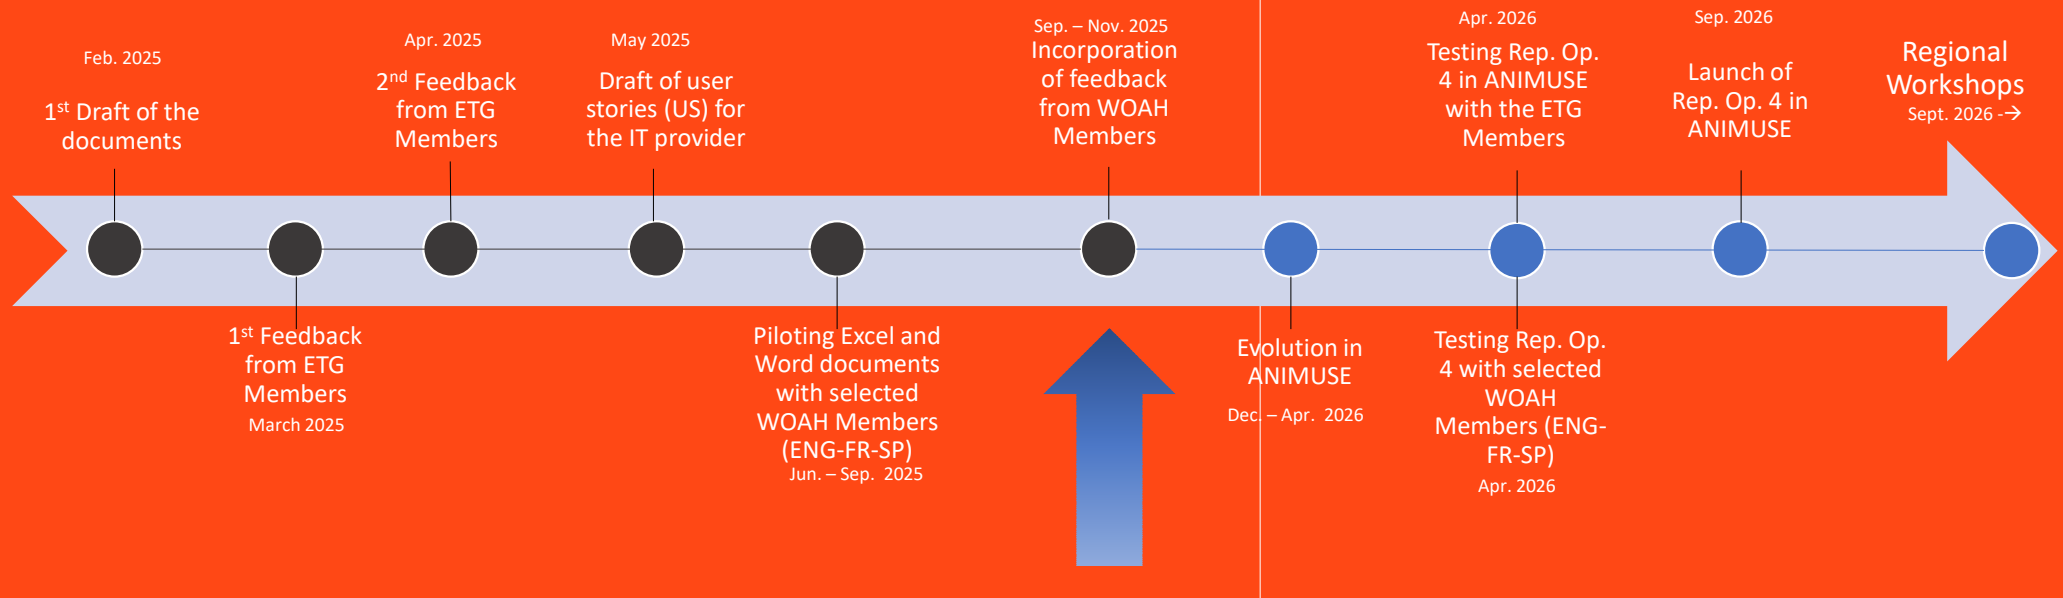 Feb. 2025
1st Draft of the
documents
1st Feedback
from ETG
Members
March 2025
Apr. 2025
2nd Feedback
from ETG
Members
May 2025
Draft of user
stories (US) for
the IT provider
Piloting Excel and
Word documents
with selected
WOAH Members
(ENG-FR-SP)
Jun. – Sep. 2025
Sep. – Nov. 2025
Incorporation
of feedback
from WOAH
Members
Evolution in
ANIMUSE
Dec. – Apr. 2026
Apr. 2026
Testing Rep. Op.
4 in ANIMUSE
with the ETG
Members
Testing Rep. Op.
4 with selected
WOAH
Members (ENG-
FR-SP)
Apr. 2026
Sep. 2026
Launch of
Rep. Op. 4 in
ANIMUSE
Regional
Workshops
Sept. 2026 -→